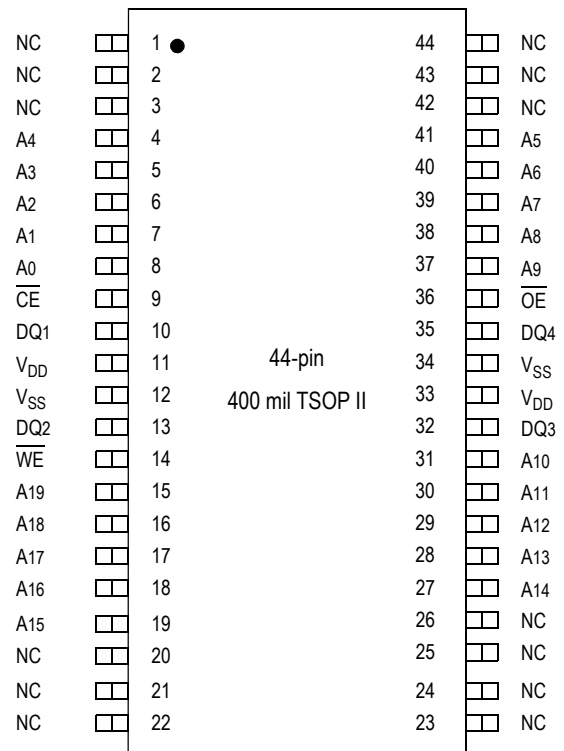 NC 1 44 NC
NC 2 43 NC
NC 3 42 NC
A4 4 41 A5
A3 5 40 A6
A2 6 39 A7
A1 7 38 A8
A0 8 37 A9
C̅E̅ 9 36 O̅E̅
DQ1 10 35 DQ4
VDD 11 44-pin 34 VSS
VSS 12 400 mil TSOP II 33 VDD
DQ2 13 32 DQ3
W̅E̅ 14 31 A10
A19 15 30 A11
A18 16 29 A12
A17 17 28 A13
A16 18 27 A14
A15 19 26 NC
NC 20 25 NC
NC 21 24 NC
NC 22 23 NC